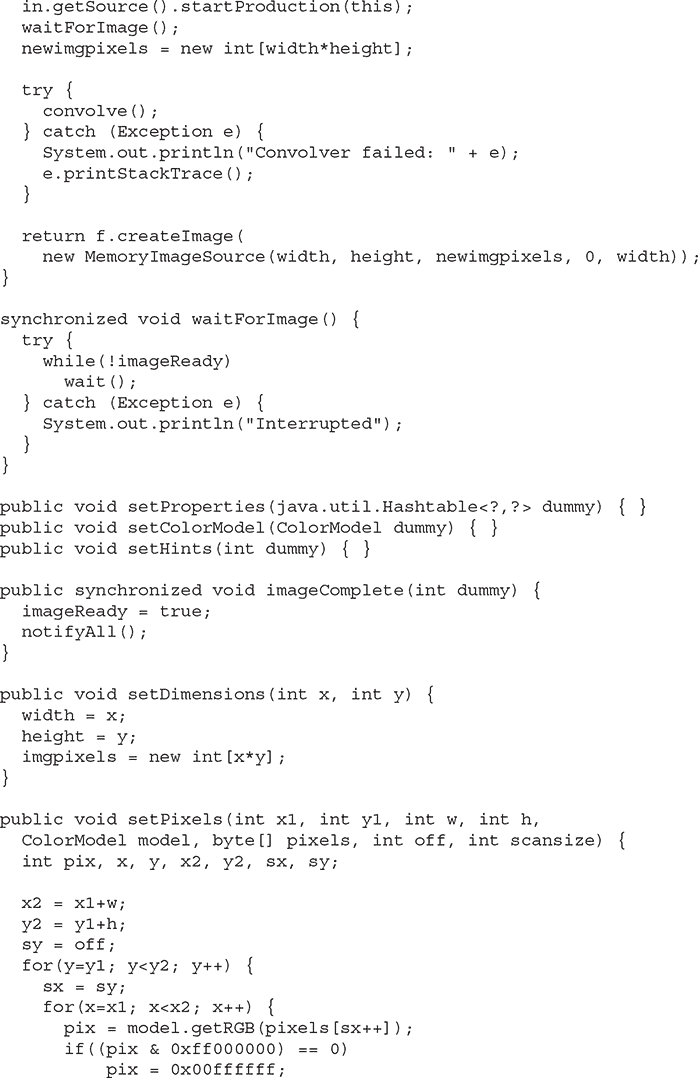 in.getSource().startProduction(this);
waitForImage();
newimgpixels = new int[width*height];
try {
convolve();
} catch (Exception e) {
System.out.println("Convolver failed: " + e);
e.printStackTrace();
}
return f.createImage(
new MemoryImageSource(width, height, newimgpixels, 0, width));
}
synchronized void waitForImage() {
try {
while(!imageReady)
wait();
} catch (Exception e) {
System.out.println("Interrupted");
}
}
public void setProperties(java.util.Hashtable<?,?> dummy) { }
public void setColorModel(ColorModel dummy) { }
public void setHints(int dummy) { }
public synchronized void imageComplete(int dummy) {
imageReady = true;
notifyAll();
}
public void setDimensions(int x, int y) {
width = x;
height = y;
imgpixels = new int[x*y];
}
public void setPixels(int x1, int y1, int w, int h,
ColorModel model, byte[] pixels, int off, int scansize) {
int pix, x, y, x2, y2, sx, sy;
x2 = x1+w;
y2 = y1+h;
sy = off;
for(y=y1; y<y2; y++) {
sx = sy;
for(x=x1; x<x2; x++) {
pix = model.getRGB(pixels[sx++]);
if((pix & 0xff000000) == 0)
pix = 0x00ffffff;